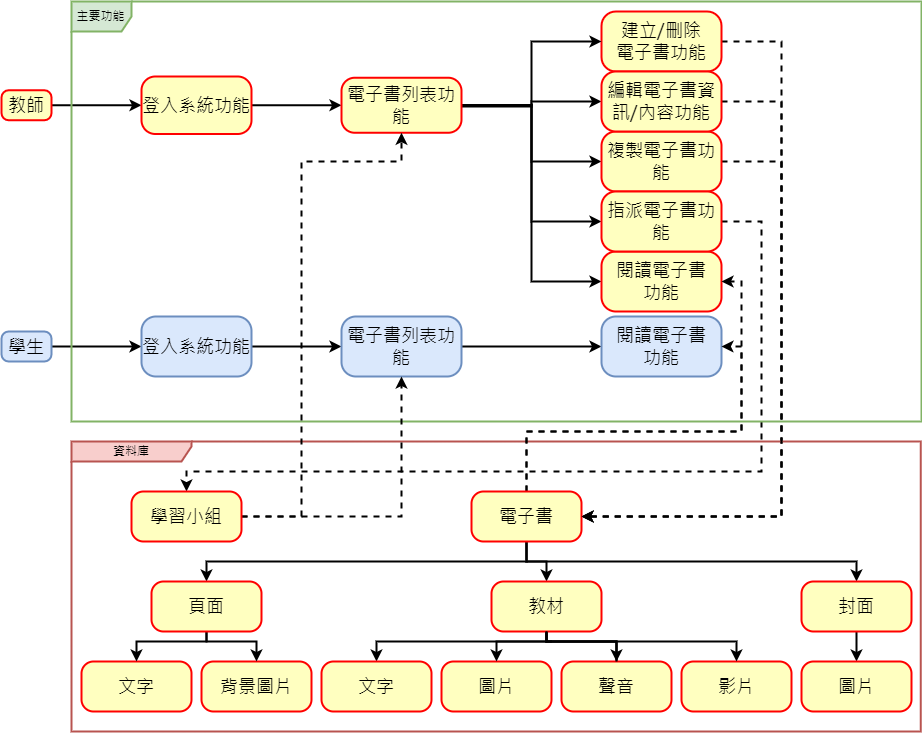 主要功能
教師
登入系統功能
電子書列表功
能
建立/刪除
電子書功能
編輯電子書資
訊/內容功能
複製電子書功
能
指派電子書功
能
閱讀電子書
功能
學生
登入系統功能
電子書列表功
能
閱讀電子書
功能
資料庫
學習小組
電子書
頁面
教材
封面
文字
背景圖片
文字
圖片
聲音
影片
圖片